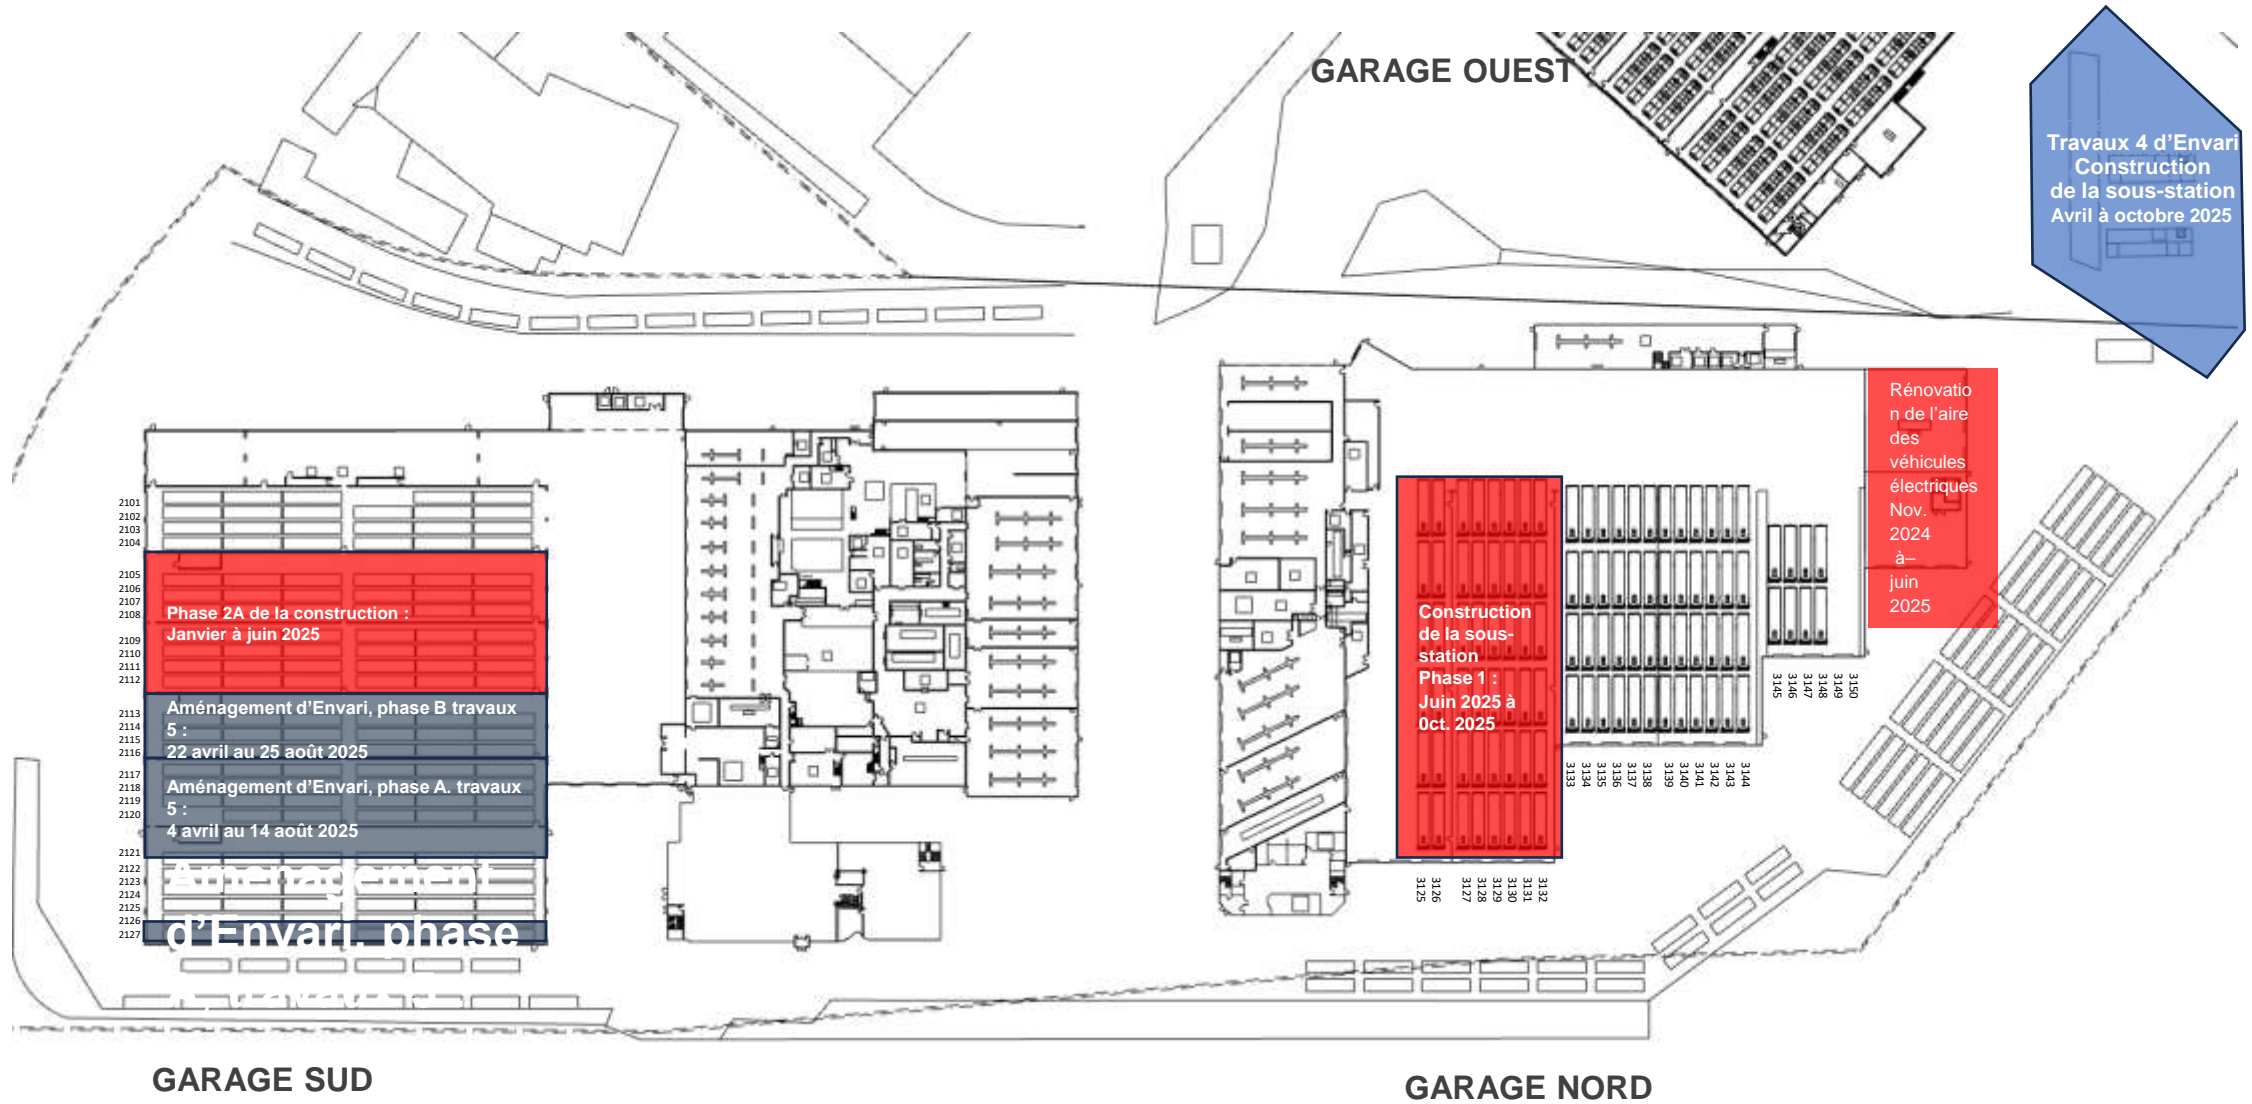 GARAGE OUEST
Travaux 4 d’Envari
Construction
de la sous-station
Avril à octobre 2025
Rénovatio
n de l’aire
des
véhicules
électriques
Nov.
2024
à–
juin
2025
2101
2102
2103
2104
2105
2106
2107
2108
2109
2110
2111
2112
2113
2114
2115
2116
2117
2118
2119
2120
2121
2122
2123
2124
2125
2126
2127
Phase 2A de la construction :
Janvier à juin 2025
Aménagement d’Envari, phase B travaux
5 :
22 avril au 25 août 2025
Aménagement d’Envari, phase A. travaux
5 :
4 avril au 14 août 2025
Aménagement
d’Envari, phase
Construction
de la sous-
station
Phase 1 :
Juin 2025 à
0ct. 2025
3125
3126
3127
3128
3129
3130
3131
3132
3133
3134
3135
3136
3137
3138
3139
3140
3141
3142
3143
3144
3145
3146
3147
3148
3149
3150
GARAGE SUD
GARAGE NORD